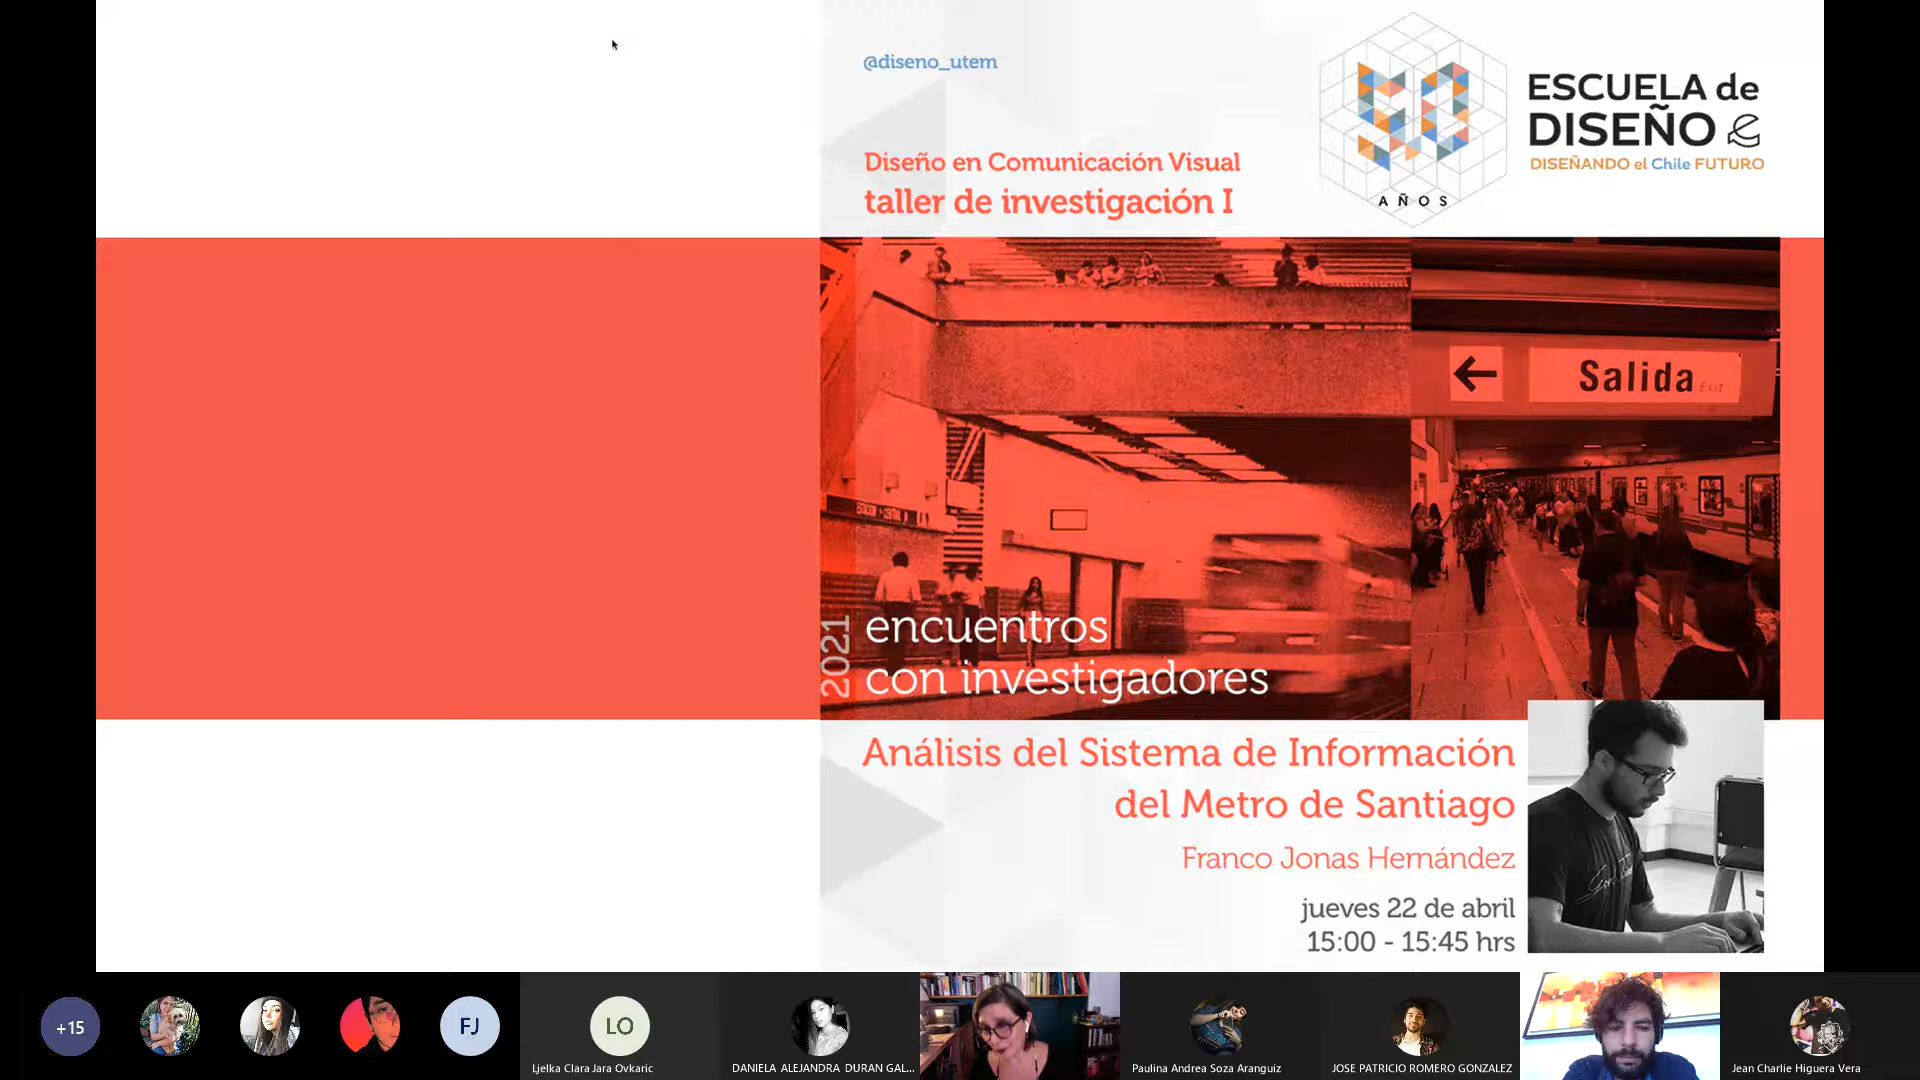 @diseno_utem
50
AÑOS
ESCUELA de
DISEÑO
DISEÑANDO el Chile FUTURO
Diseño en Comunicación Visual
taller de investigación I
Salida Exit
2021
encuentros
con investigadores
Análisis del Sistema de Información
del Metro de Santiago
Franco Jonas Hernández
jueves 22 de abril
15:00 - 15:45 hrs
+15
FJ
LO
Ljelka Clara Jara Ovkaric
DANIELA ALEJANDRA DURAN GAL...
Paulina Andrea Soza Aranguiz
JOSE PATRICIO ROMERO GONZALEZ
Jean Charlie Higuera Vera